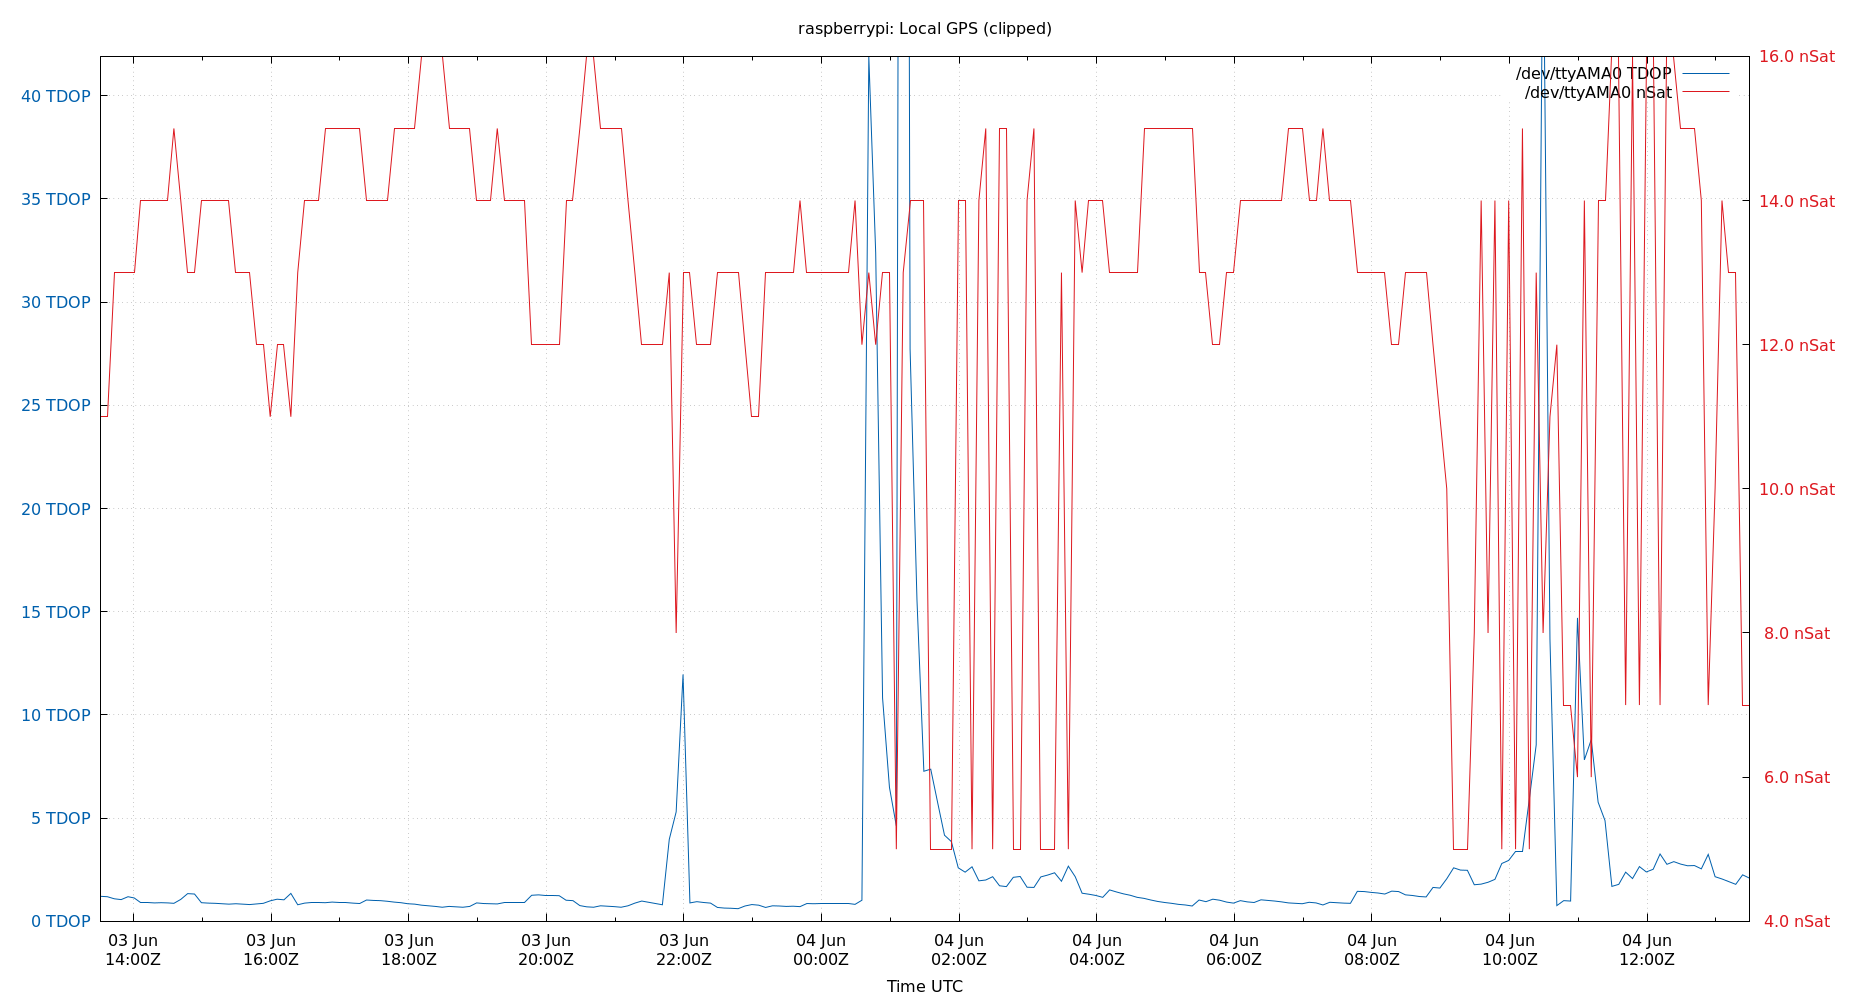 raspberrypi: Local GPS (clipped)
/dev/ttyAMA0 TDOP
/dev/ttyAMA0 nSat
40 TDOP
35 TDOP
30 TDOP
25 TDOP
20 TDOP
15 TDOP
10 TDOP
5 TDOP
0 TDOP
16.0 nSat
14.0 nSat
12.0 nSat
10.0 nSat
8.0 nSat
6.0 nSat
4.0 nSat
03 Jun
14:00Z
03 Jun
16:00Z
03 Jun
18:00Z
03 Jun
20:00Z
03 Jun
22:00Z
04 Jun
00:00Z
04 Jun
02:00Z
04 Jun
04:00Z
04 Jun
06:00Z
04 Jun
08:00Z
04 Jun
10:00Z
04 Jun
12:00Z
Time UTC